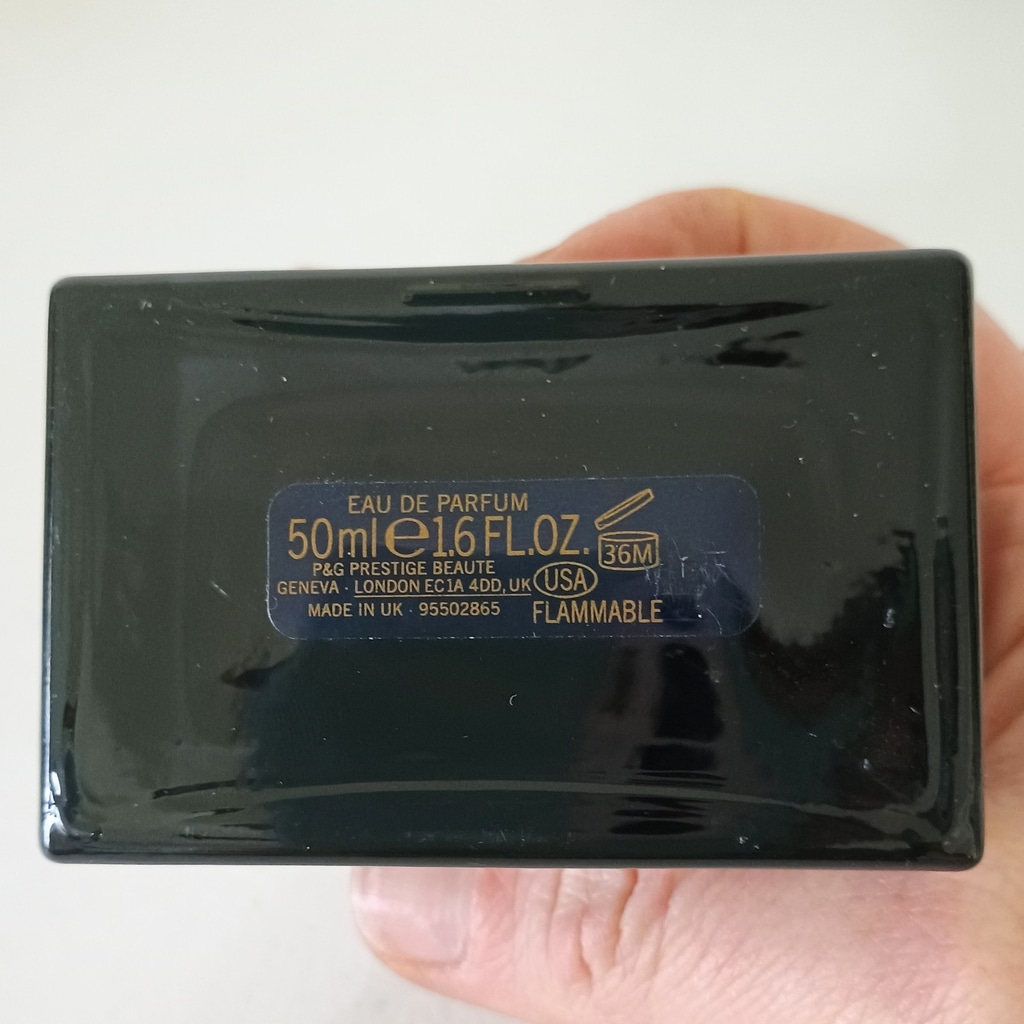 EAU DE PARFUM
50ml℮1.6 FL.OZ.
36M
P&G PRESTIGE BEAUTE
GENEVA · LONDON EC1A 4DD, UK
USA
MADE IN UK · 95502865
FLAMMABLE